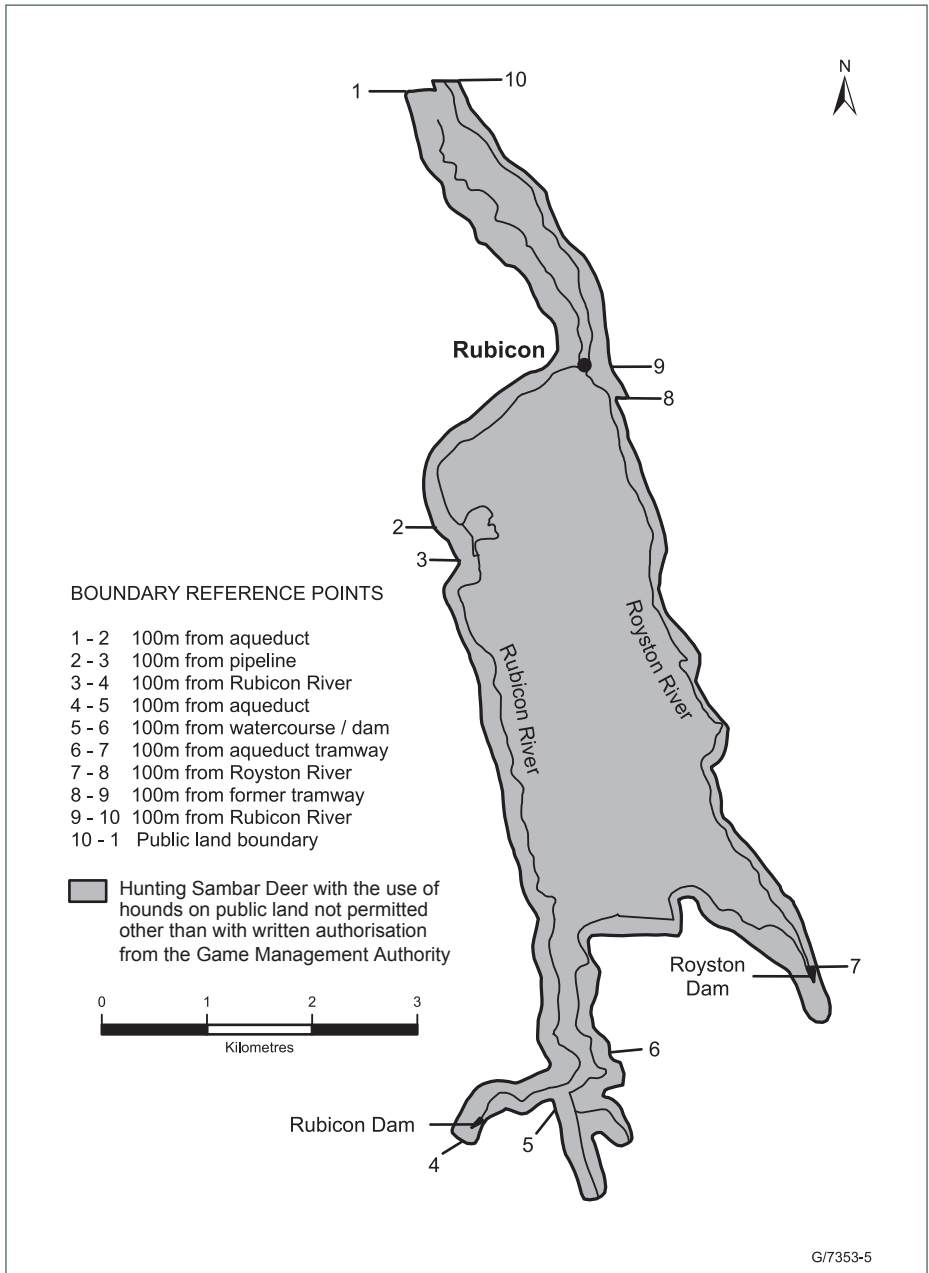 N
1
10
Rubicon
9
8
2
3
BOUNDARY REFERENCE POINTS
1 - 2 100m from aqueduct
2 - 3 100m from pipeline
3 - 4 100m from Rubicon River
4 - 5 100m from aqueduct
5 - 6 100m from watercourse / dam
6 - 7 100m from aqueduct tramway
7 - 8 100m from Royston River
8 - 9 100m from former tramway
9 - 10 100m from Rubicon River
10 - 1 Public land boundary
Rubicon River
Royston River
Hunting Sambar Deer with the use of
hounds on public land not permitted
other than with written authorisation
from the Game Management Authority
Royston
Dam
7
0 1 2 3
Kilometres
6
Rubicon Dam
5
4
G/7353-5